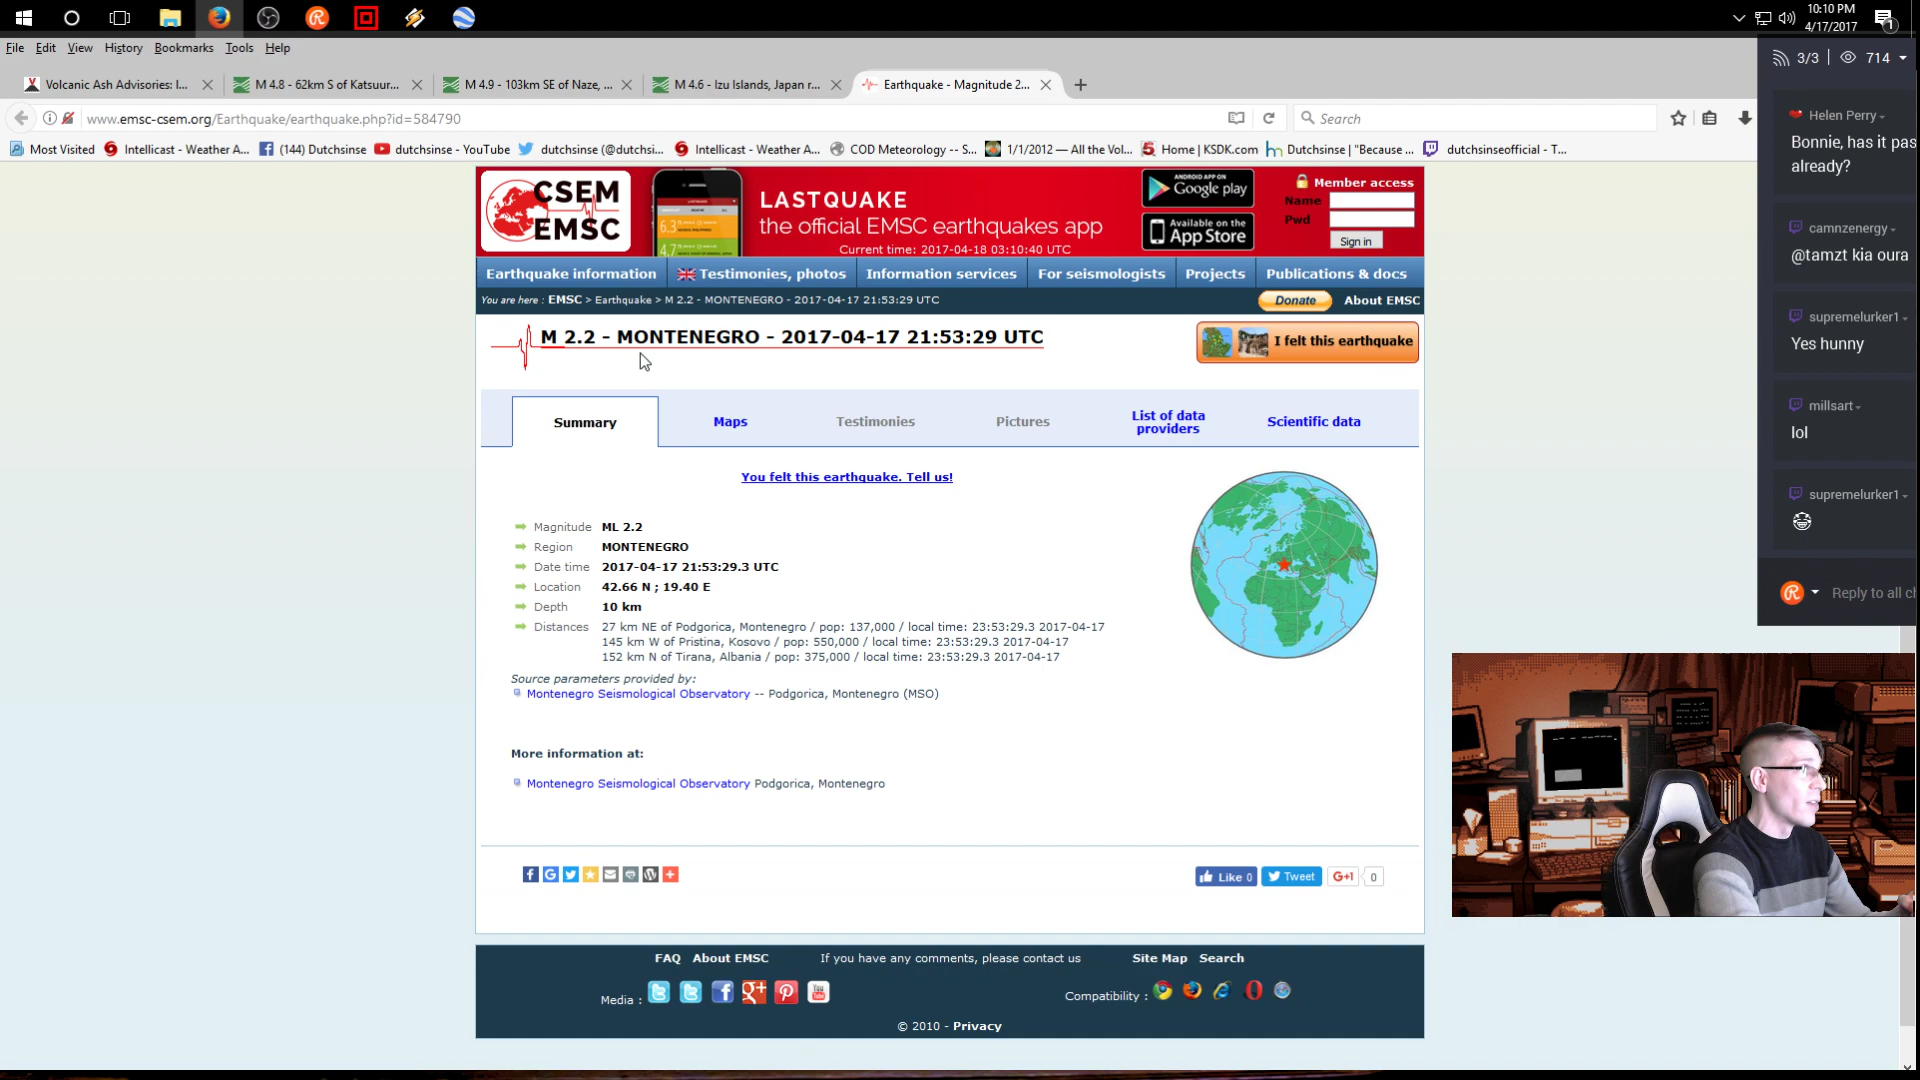 10:10 PM
4/17/2017
1
File Edit View History Bookmarks Tools Help
Volcanic Ash Advisories: I...
M 4.8 - 62km S of Katsuur...
M 4.9 - 103km SE of Naze, ...
M 4.6 - Izu Islands, Japan r...
Earthquake - Magnitude 2...
www.emsc-csem.org/Earthquake/earthquake.php?id=584790
Search
Most Visited Intellicast - Weather A... (144) Dutchsinse dutchsinse - YouTube dutchsinse (@dutchsi... Intellicast - Weather A... COD Meteorology -- S... 1/1/2012 — All the Vol... Home | KSDK.com Dutchsinse | "Because ... dutchsinseofficial - T...
CSEM
EMSC
LASTQUAKE
the official EMSC earthquakes app
Current time: 2017-04-18 03:10:40 UTC
ANDROID APP ON
Google play
Available on the
App Store
Member access
Name
Pwd
Sign in
Earthquake information Testimonies, photos Information services For seismologists Projects Publications & docs
You are here : EMSC > Earthquake > M 2.2 - MONTENEGRO - 2017-04-17 21:53:29 UTC
Donate About EMSC
M 2.2 - MONTENEGRO - 2017-04-17 21:53:29 UTC
I felt this earthquake
Summary Maps Testimonies Pictures List of data
providers Scientific data
You felt this earthquake. Tell us!
Magnitude ML 2.2
Region MONTENEGRO
Date time 2017-04-17 21:53:29.3 UTC
Location 42.66 N ; 19.40 E
Depth 10 km
Distances 27 km NE of Podgorica, Montenegro / pop: 137,000 / local time: 23:53:29.3 2017-04-17
145 km W of Pristina, Kosovo / pop: 550,000 / local time: 23:53:29.3 2017-04-17
152 km N of Tirana, Albania / pop: 375,000 / local time: 23:53:29.3 2017-04-17
Source parameters provided by:
Montenegro Seismological Observatory -- Podgorica, Montenegro (MSO)
More information at:
Montenegro Seismological Observatory Podgorica, Montenegro
Like 0 Tweet G+1 0
FAQ About EMSC If you have any comments, please contact us Site Map Search
Media :
Compatibility :
© 2010 - Privacy
3/3 714
Helen Perry
Bonnie, has it pas
already?
camnzenergy
@tamzt kia oura
supremelurker1
Yes hunny
millsart
lol
supremelurker1
Reply to all ch